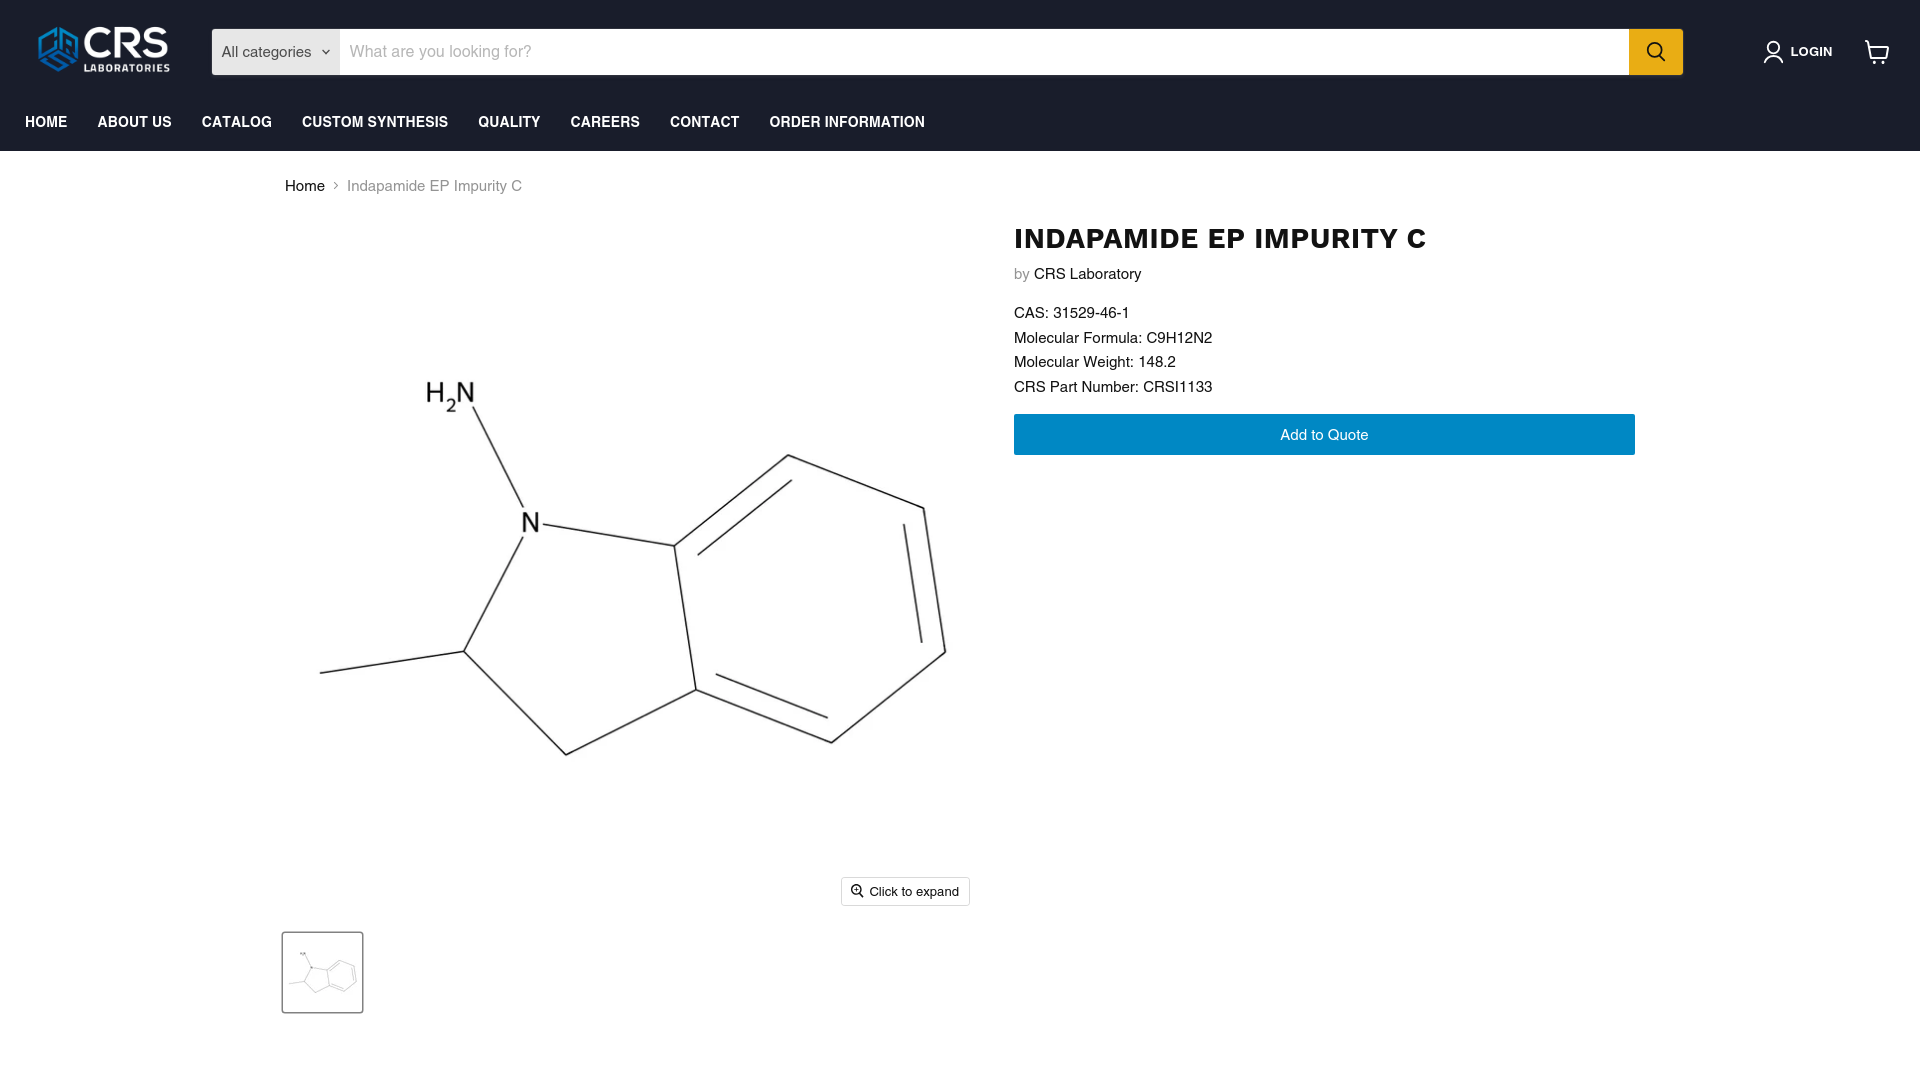 CRS
LABORATORIES
All categories
What are you looking for?
LOGIN
HOME ABOUT US CATALOG CUSTOM SYNTHESIS QUALITY CAREERS CONTACT ORDER INFORMATION
Home Indapamide EP Impurity C
INDAPAMIDE EP IMPURITY C
by CRS Laboratory
CAS: 31529-46-1
Molecular Formula: C9H12N2
Molecular Weight: 148.2
CRS Part Number: CRSI1133
Add to Quote
H2N
N
Click to expand